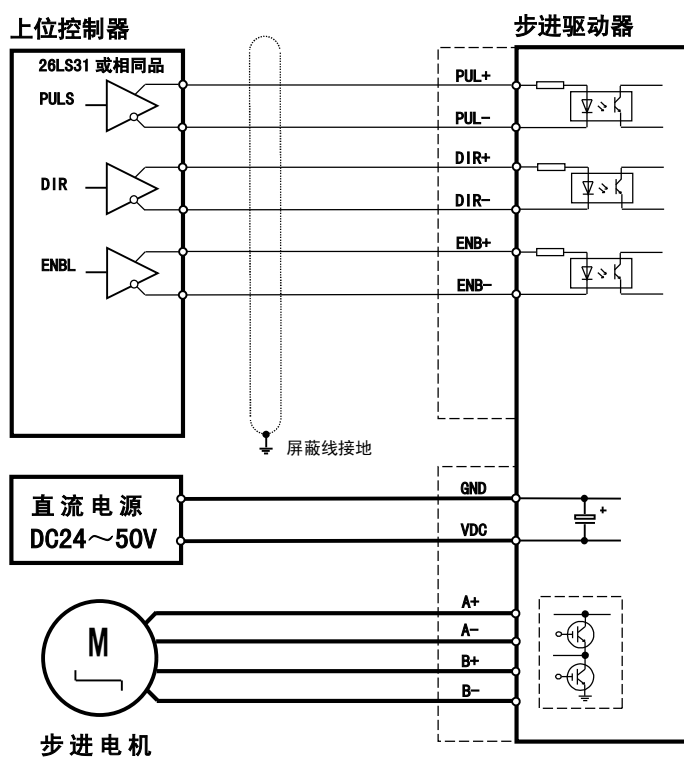 上位控制器
步进驱动器
26LS31 或相同品
PULS
PUL+
PUL-
DIR
DIR+
DIR-
ENBL
ENB+
ENB-
屏蔽线接地
直流电源
DC24～50V
GND
VDC
+
M
A+
A-
B+
B-
步进电机